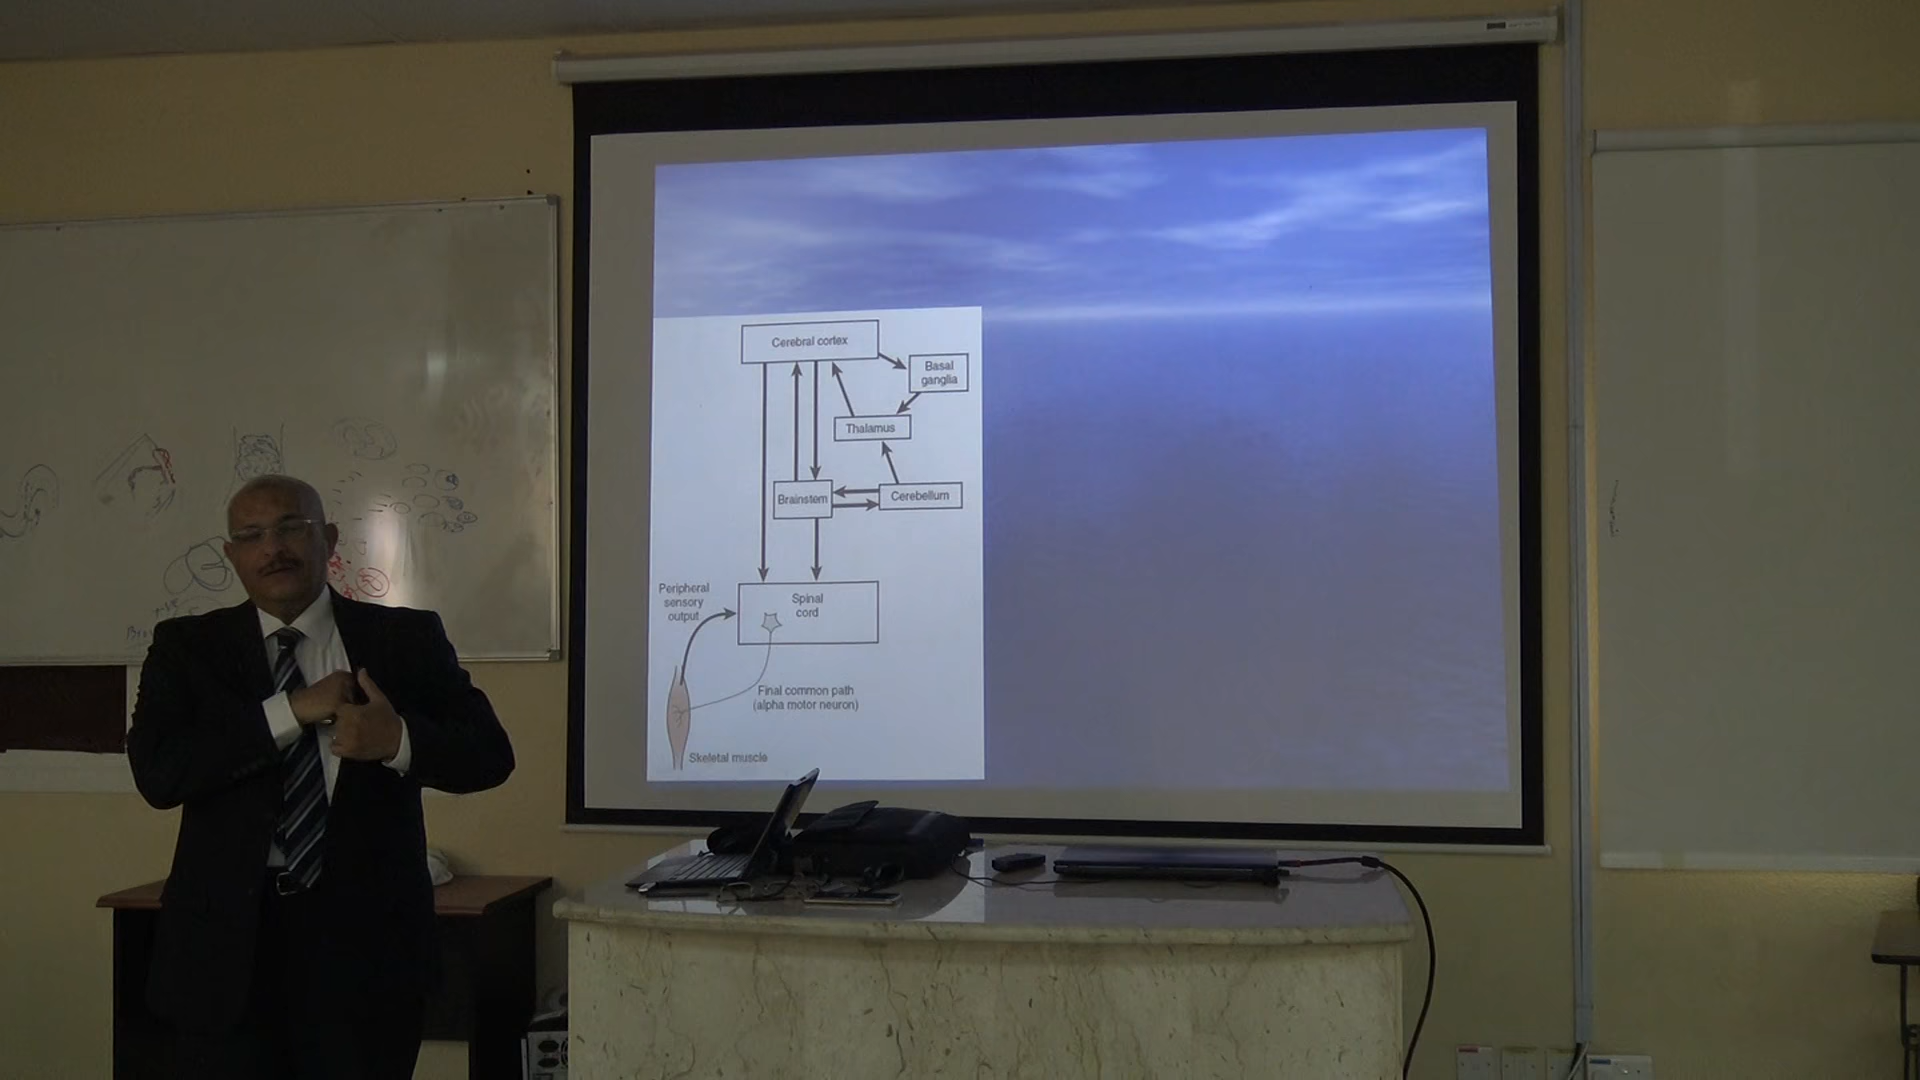 Cerebral cortex
Basal
ganglia
Thalamus
Brainstem
Cerebellum
Peripheral
sensory
output
Spinal
cord
Final common path
(alpha motor neuron)
Skeletal muscle